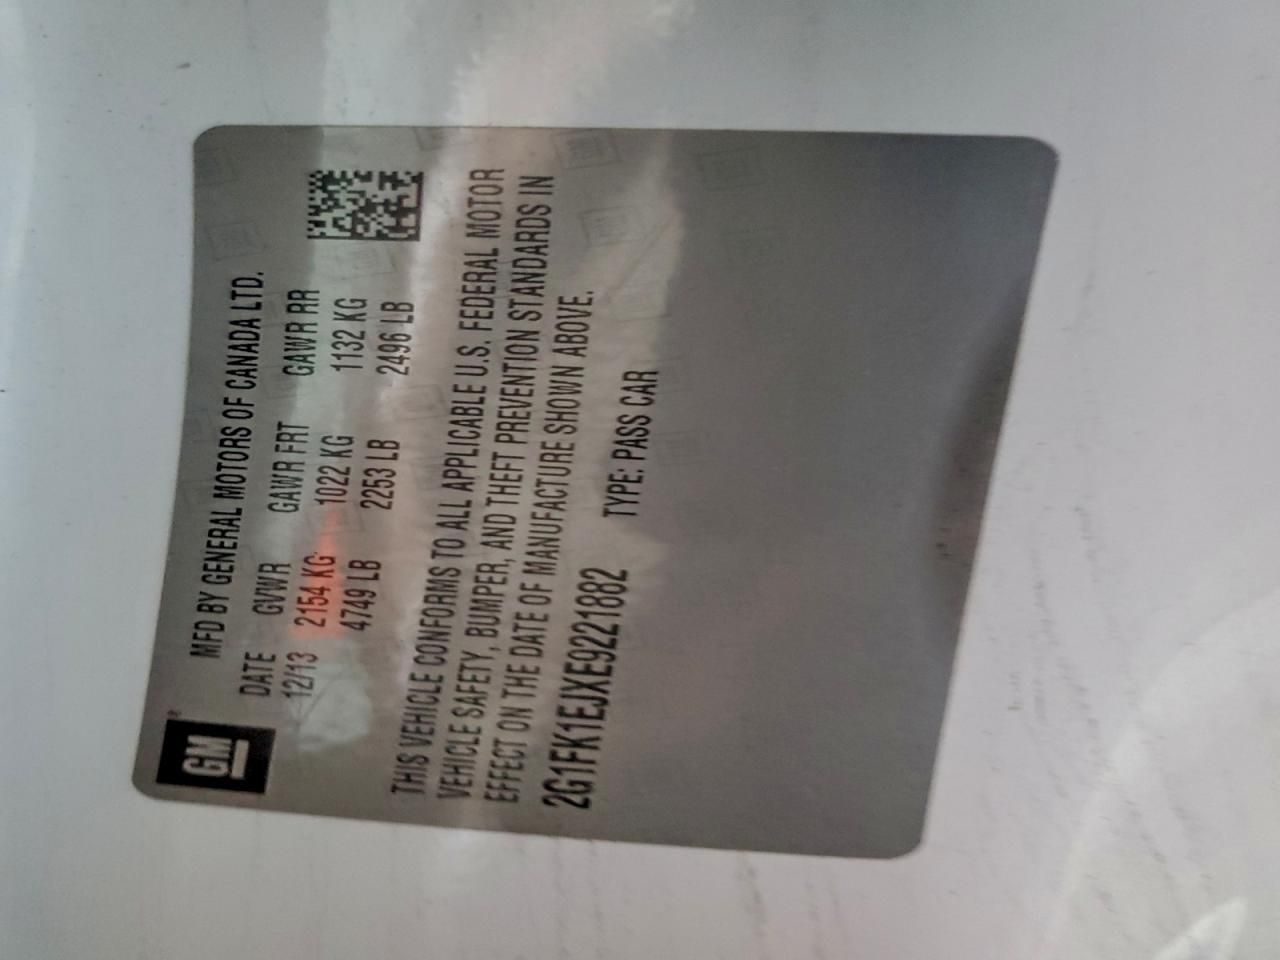 GM
MFD BY GENERAL MOTORS OF CANADA LTD.
DATE GVWR GAWR FRT GAWR RR
12/13 2154 KG 1022 KG 1132 KG
4749 LB 2253 LB 2496 LB
THIS VEHICLE CONFORMS TO ALL APPLICABLE U.S. FEDERAL MOTOR
VEHICLE SAFETY, BUMPER, AND THEFT PREVENTION STANDARDS IN
EFFECT ON THE DATE OF MANUFACTURE SHOWN ABOVE.
2G1FK1EJXE9221882 TYPE: PASS CAR